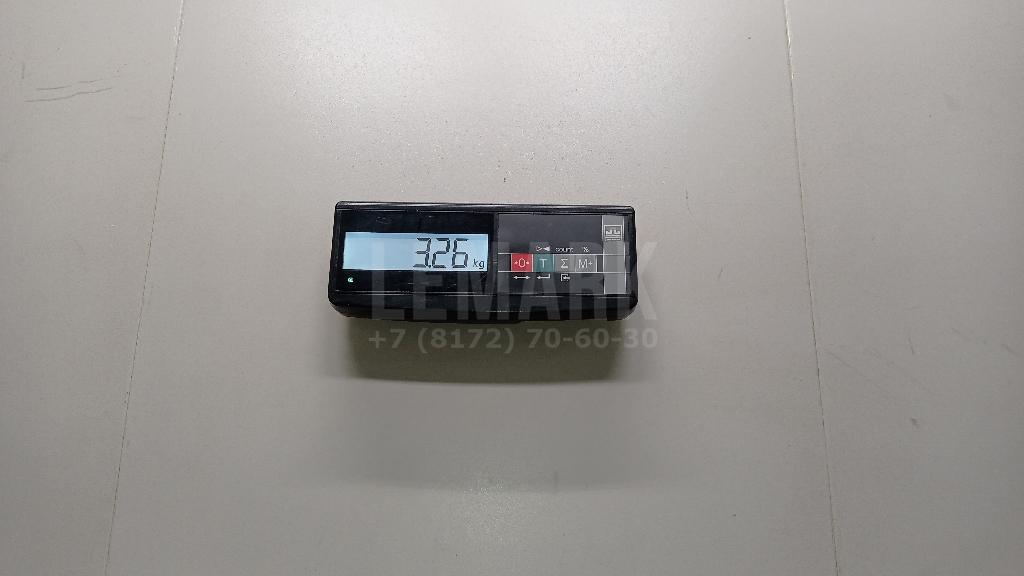 count %
3.26 kg
→0← T Σ M+
LEMARK
+7 (8172) 70-60-30